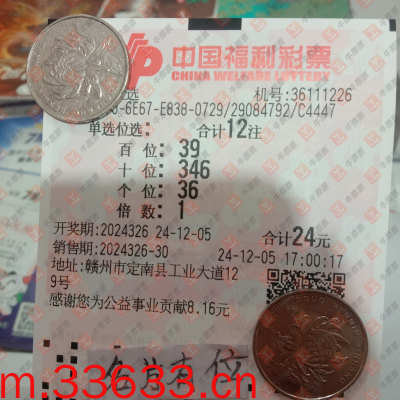 中国福利彩票
CHINA WELFARE LOTTERY
选 机号:36111226
-6E67-E838-0729/29084792/C4447
单选位选: 合计12注
百 位: 39
十 位: 346
个 位: 36
倍 数: 1
开奖期:2024326 24-12-05 合计24元
销售期:2024326-30 24-12-05 17:00:17
地址:赣州市定南县工业大道12
9号
感谢您为公益事业贡献8.16元
位
m.33633.cn